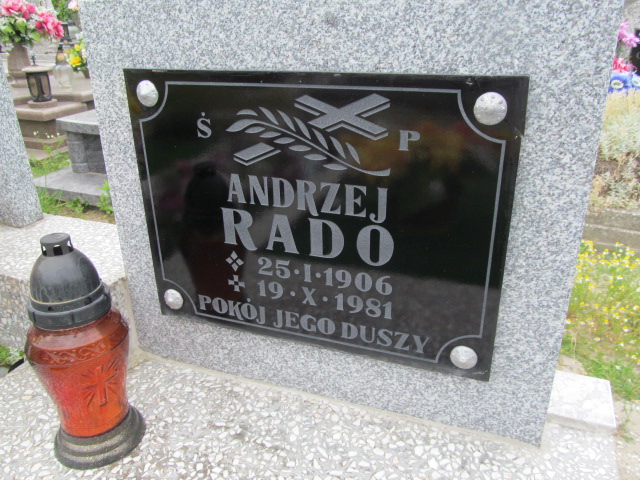 Ś P
ANDRZEJ
RADO
25·I·1906
19·X·1981
POKÓJ JEGO DUSZY